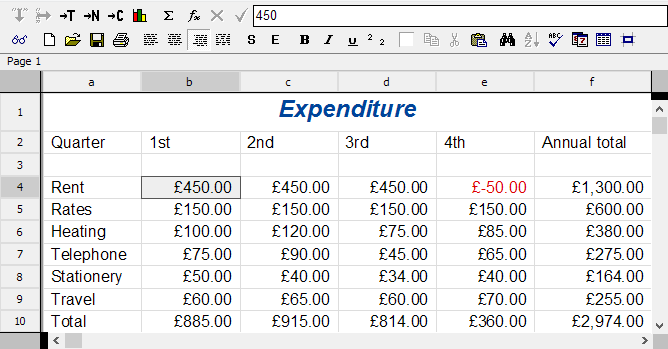 →T →N →C Σ fx 450
S E B I u 2 2 ABC
Page 1
a b c d e f
1 Expenditure
2 Quarter 1st 2nd 3rd 4th Annual total
3
4 Rent £450.00 £450.00 £450.00 £-50.00 £1,300.00
5 Rates £150.00 £150.00 £150.00 £150.00 £600.00
6 Heating £100.00 £120.00 £75.00 £85.00 £380.00
7 Telephone £75.00 £90.00 £45.00 £65.00 £275.00
8 Stationery £50.00 £40.00 £34.00 £40.00 £164.00
9 Travel £60.00 £65.00 £60.00 £70.00 £255.00
10 Total £885.00 £915.00 £814.00 £360.00 £2,974.00